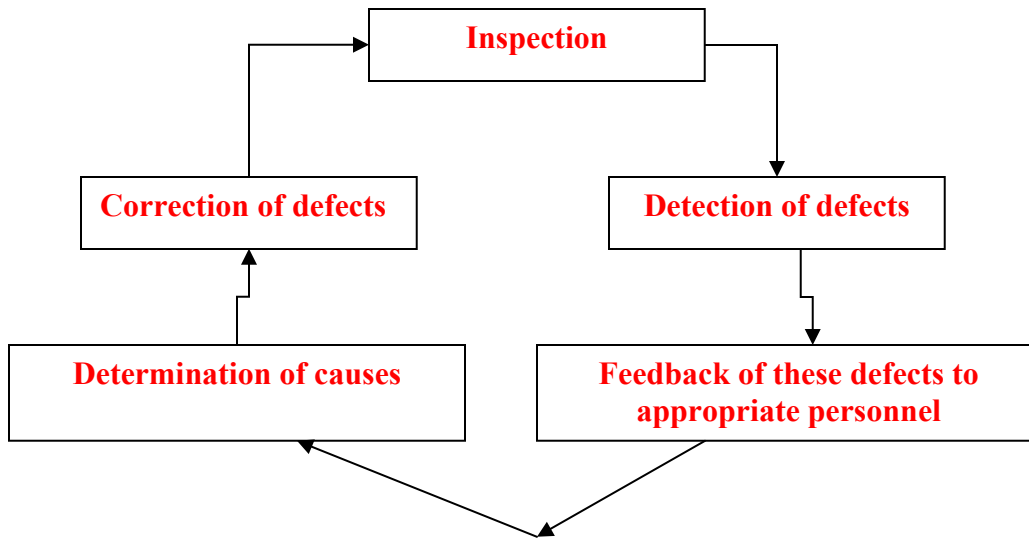 Inspection
Correction of defects
Detection of defects
Determination of causes
Feedback of these defects to
appropriate personnel